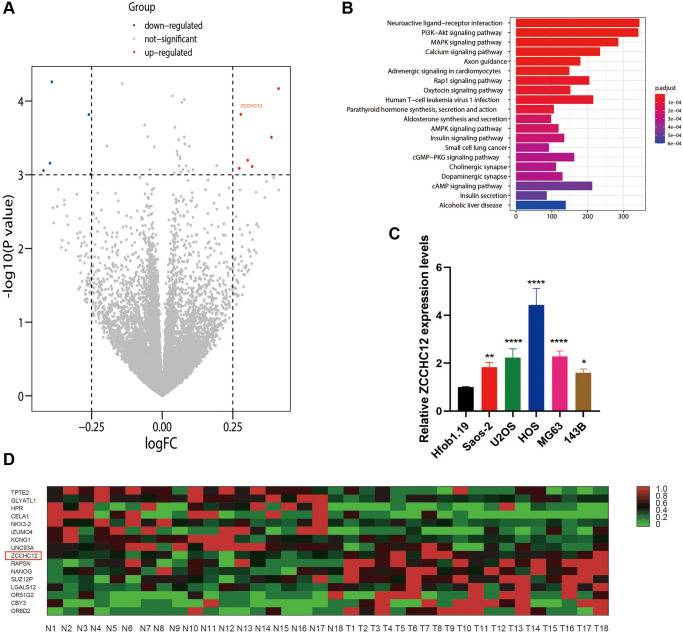 A
Group
down-regulated
not-significant
up-regulated
-log10(P value)
4
3
2
1
0
ZCCHC12
−0.25
0.00
0.25
logFC
B
Neuroactive ligand−receptor interaction
PI3K−Akt signaling pathway
MAPK signaling pathway
Calcium signaling pathway
Axon guidance
Adrenergic signaling in cardiomyocytes
Rap1 signaling pathway
Oxytocin signaling pathway
Human T−cell leukemia virus 1 infection
Parathyroid hormone synthesis, secretion and action
Aldosterone synthesis and secretion
AMPK signaling pathway
Insulin signaling pathway
Small cell lung cancer
cGMP−PKG signaling pathway
Cholinergic synapse
Dopaminergic synapse
cAMP signaling pathway
Insulin secretion
Alcoholic liver disease
0 100 200 300
p.adjust
1e−04
2e−04
3e−04
4e−04
5e−04
6e−04
C
Relative ZCCHC12 expression levels
6
4
2
0
** **** **** **** *
Hfob1.19 Saos-2 U2OS HOS MG63 143B
D
TPTE2
GLYATL1
HPR
CELA1
NKX3-2
IZUMO4
KCNG1
UNC93A
ZCCHC12
RAPSN
NANOG
SUZ12P
LGALS12
OR51G2
CBY3
OR8D2
N1 N2 N3 N4 N5 N6 N7 N8 N9 N10 N11 N12 N13 N14 N15 N16 N17 N18 T1 T2 T3 T4 T5 T6 T7 T8 T9 T10 T11 T12 T13 T14 T15 T16 T17 T18
1.0
0.8
0.6
0.4
0.2
0